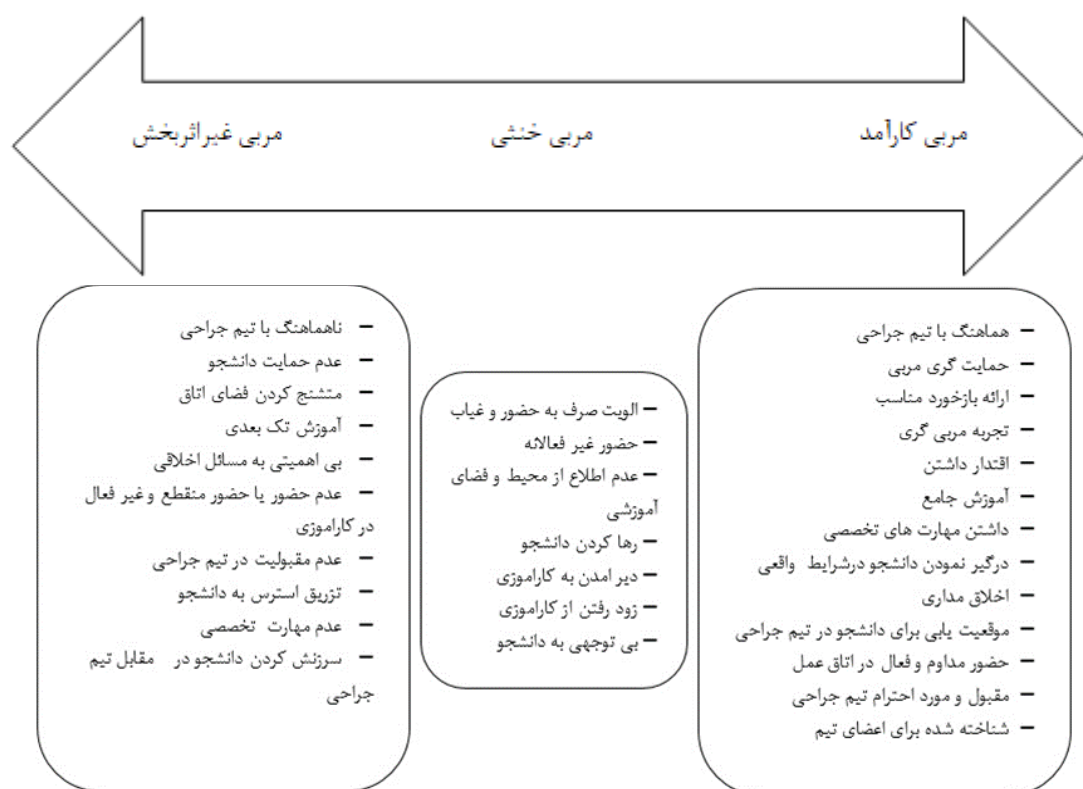 مربی کارآمد
مربی خنثی
مربی غیراثربخش
– هماهنگ با تیم جراحی
– حمایت گری مربی
– ارائه بازخورد مناسب
– تجربه مربی گری
– اقتدار داشتن
– آموزش جامع
– داشتن مهارت های تخصصی
– درگیر نمودن دانشجو درشرایط واقعی
– اخلاق مداری
– موقعیت یابی برای دانشجو در تیم جراحی
– حضور مداوم و فعال در اتاق عمل
– مقبول و مورد احترام تیم جراحی
– شناخته شده برای اعضای تیم
– الویت صرف به حضور و غیاب
– حضور غیر فعالانه
– عدم اطلاع از محیط و فضای
آموزشی
– رها کردن دانشجو
– دیر امدن به کاراموزی
– زود رفتن از کاراموزی
– بی توجهی به دانشجو
– ناهماهنگ با تیم جراحی
– عدم حمایت دانشجو
– متشنج کردن فضای اتاق
– آموزش تک بعدی
– بی اهمیتی به مسائل اخلاقی
– عدم حضور یا حضور منقطع و غیر فعال
در کاراموزی
– عدم مقبولیت در تیم جراحی
– تزریق استرس به دانشجو
– عدم مهارت تخصصی
– سرزنش کردن دانشجو در مقابل تیم
جراحی